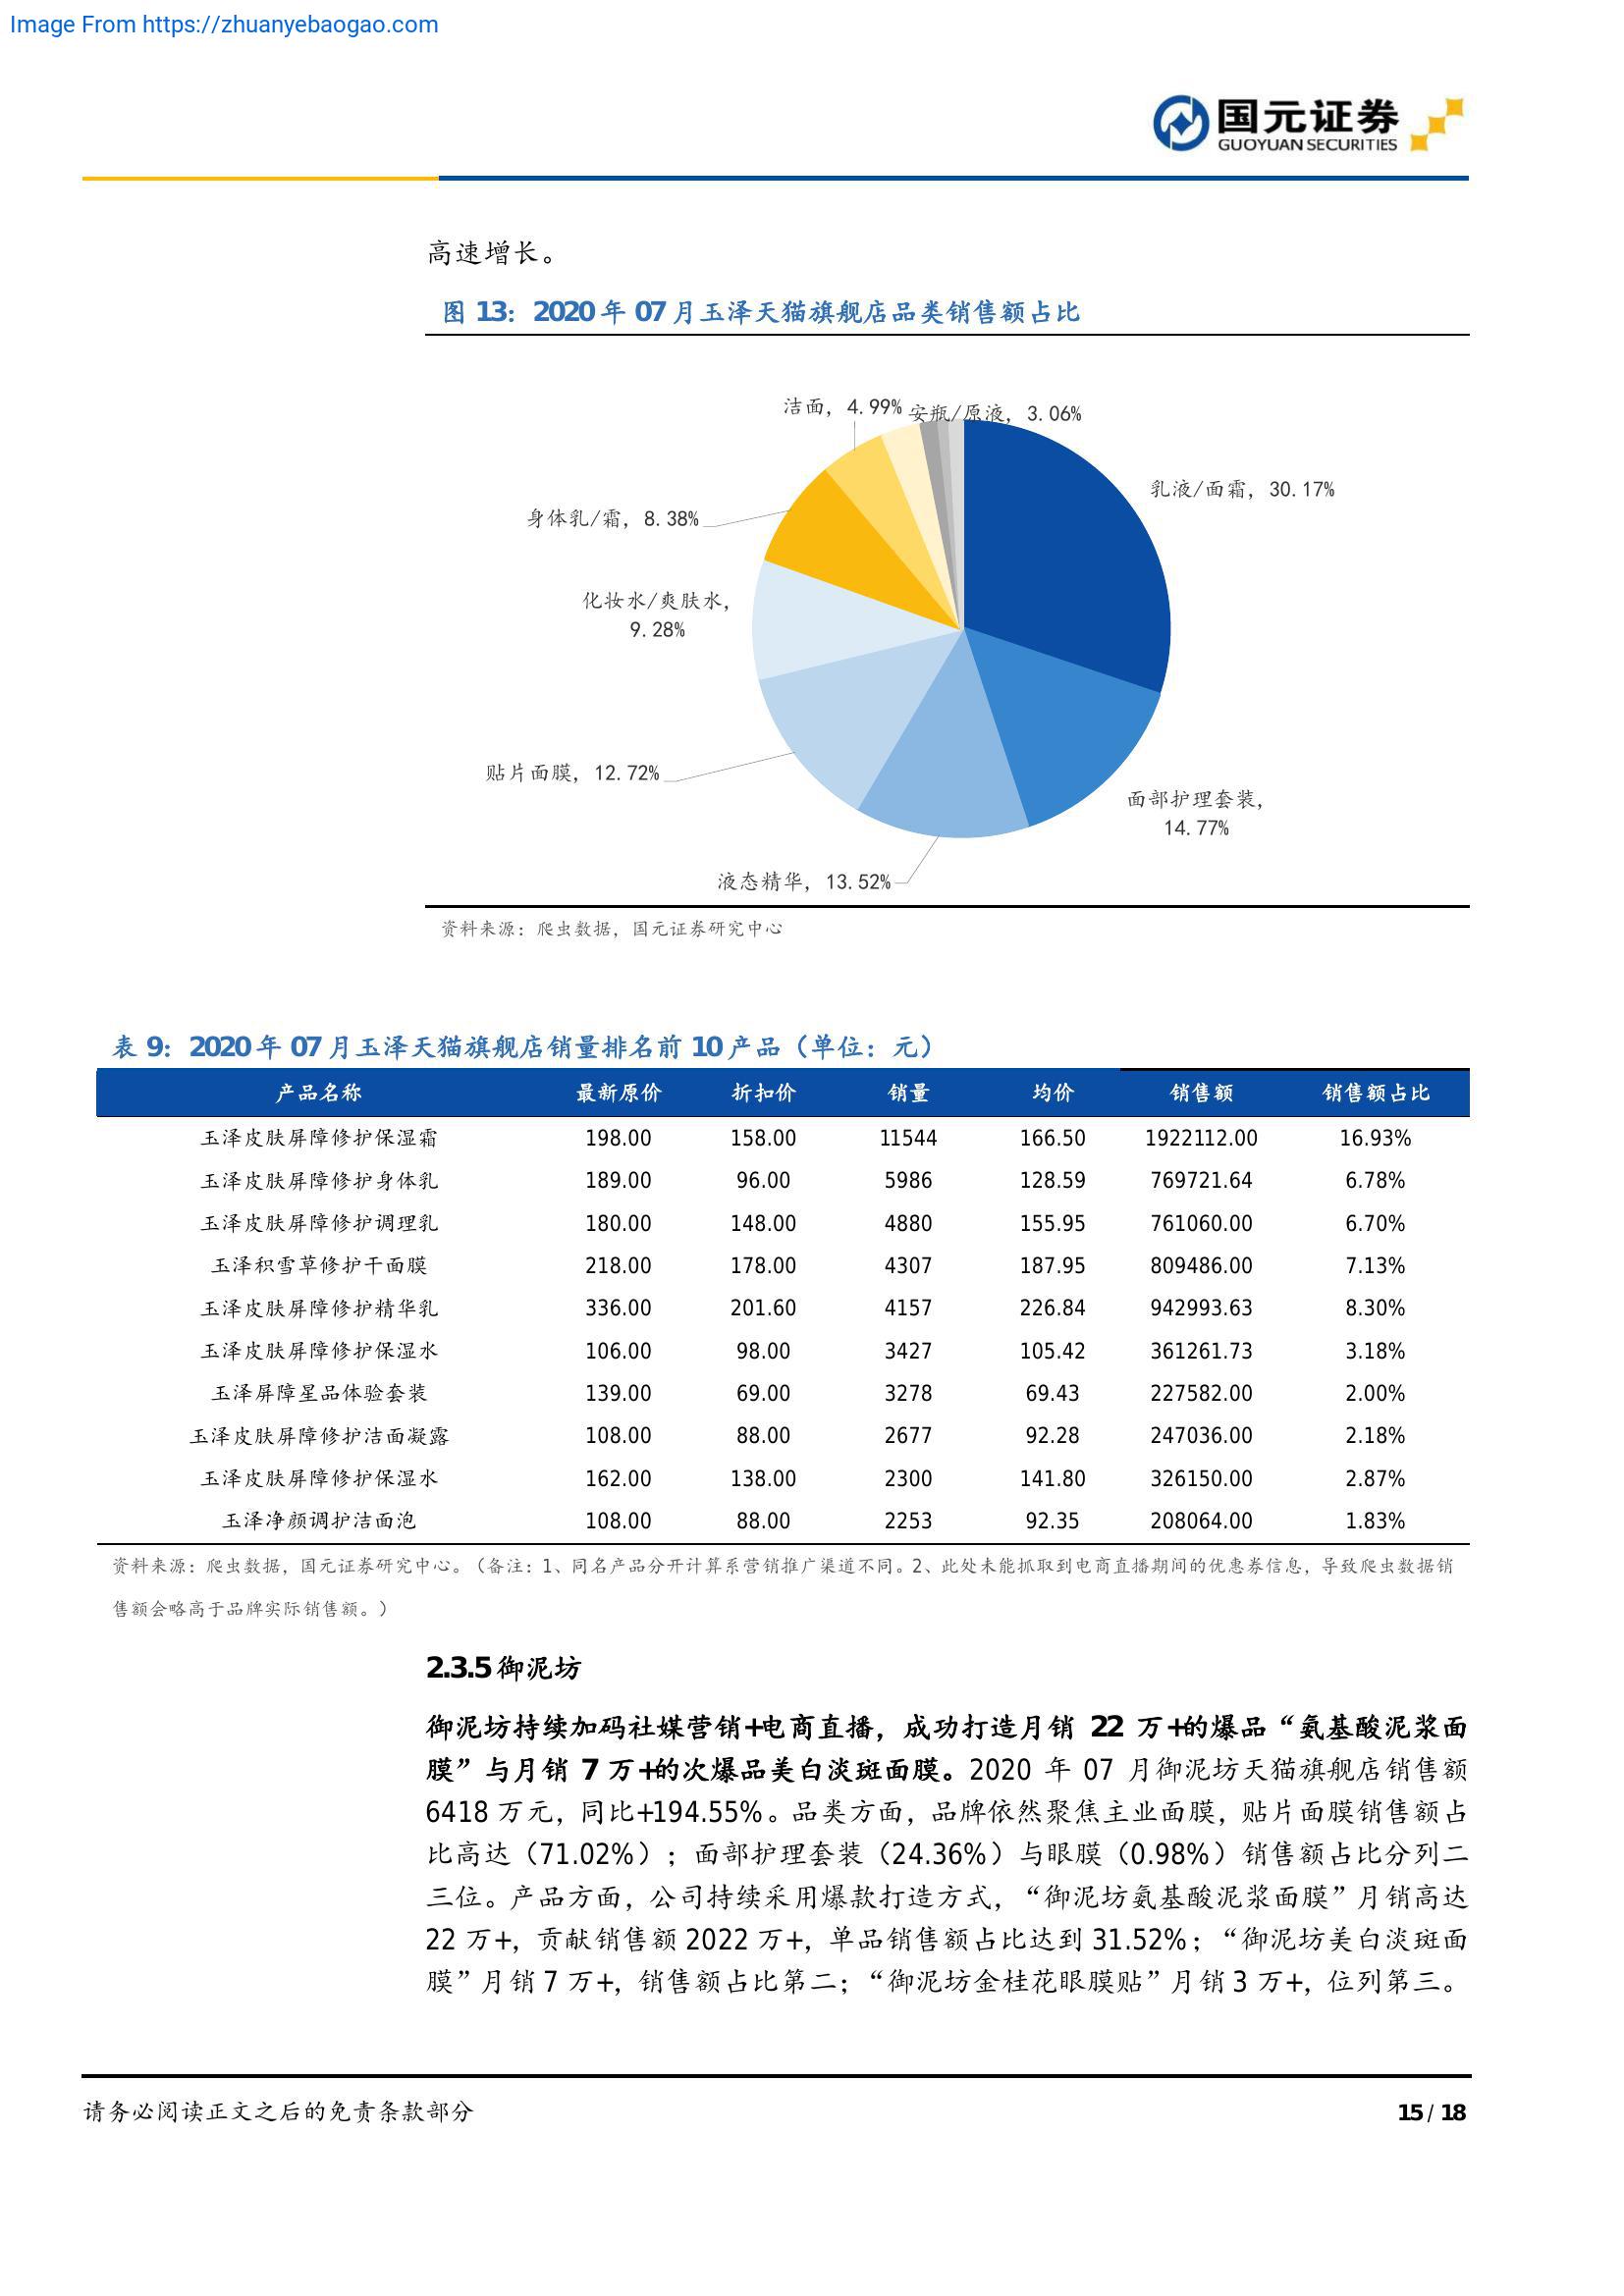 Image From https://zhuanyebaogao.com
国元证券
GUOYUAN SECURITIES
高速增长。
图 13：2020 年 07 月玉泽天猫旗舰店品类销售额占比
洁面, 4.99%
安瓶/原液, 3.06%
乳液/面霜, 30.17%
身体乳/霜, 8.38%
化妆水/爽肤水,
9.28%
贴片面膜, 12.72%
面部护理套装,
14.77%
液态精华, 13.52%
资料来源：爬虫数据，国元证券研究中心
表 9：2020 年 07 月玉泽天猫旗舰店销量排名前 10 产品（单位：元）
产品名称 最新原价 折扣价 销量 均价 销售额 销售额占比
玉泽皮肤屏障修护保湿霜 198.00 158.00 11544 166.50 1922112.00 16.93%
玉泽皮肤屏障修护身体乳 189.00 96.00 5986 128.59 769721.64 6.78%
玉泽皮肤屏障修护调理乳 180.00 148.00 4880 155.95 761060.00 6.70%
玉泽积雪草修护干面膜 218.00 178.00 4307 187.95 809486.00 7.13%
玉泽皮肤屏障修护精华乳 336.00 201.60 4157 226.84 942993.63 8.30%
玉泽皮肤屏障修护保湿水 106.00 98.00 3427 105.42 361261.73 3.18%
玉泽屏障星品体验套装 139.00 69.00 3278 69.43 227582.00 2.00%
玉泽皮肤屏障修护洁面凝露 108.00 88.00 2677 92.28 247036.00 2.18%
玉泽皮肤屏障修护保湿水 162.00 138.00 2300 141.80 326150.00 2.87%
玉泽净颜调护洁面泡 108.00 88.00 2253 92.35 208064.00 1.83%
资料来源：爬虫数据，国元证券研究中心。（备注：1、同名产品分开计算系营销推广渠道不同。2、此处未能抓取到电商直播期间的优惠券信息，导致爬虫数据销
售额会略高于品牌实际销售额。）
2.3.5 御泥坊
御泥坊持续加码社媒营销+电商直播，成功打造月销 22 万+的爆品“氨基酸泥浆面
膜”与月销 7 万+的次爆品美白淡斑面膜。2020 年 07 月御泥坊天猫旗舰店销售额
6418 万元，同比+194.55%。品类方面，品牌依然聚焦主业面膜，贴片面膜销售额占
比高达（71.02%）；面部护理套装（24.36%）与眼膜（0.98%）销售额占比分列二
三位。产品方面，公司持续采用爆款打造方式，“御泥坊氨基酸泥浆面膜”月销高达
22 万+，贡献销售额 2022 万+，单品销售额占比达到 31.52%；“御泥坊美白淡斑面
膜”月销 7 万+，销售额占比第二；“御泥坊金桂花眼膜贴”月销 3 万+，位列第三。
请务必阅读正文之后的免责条款部分
15 / 18